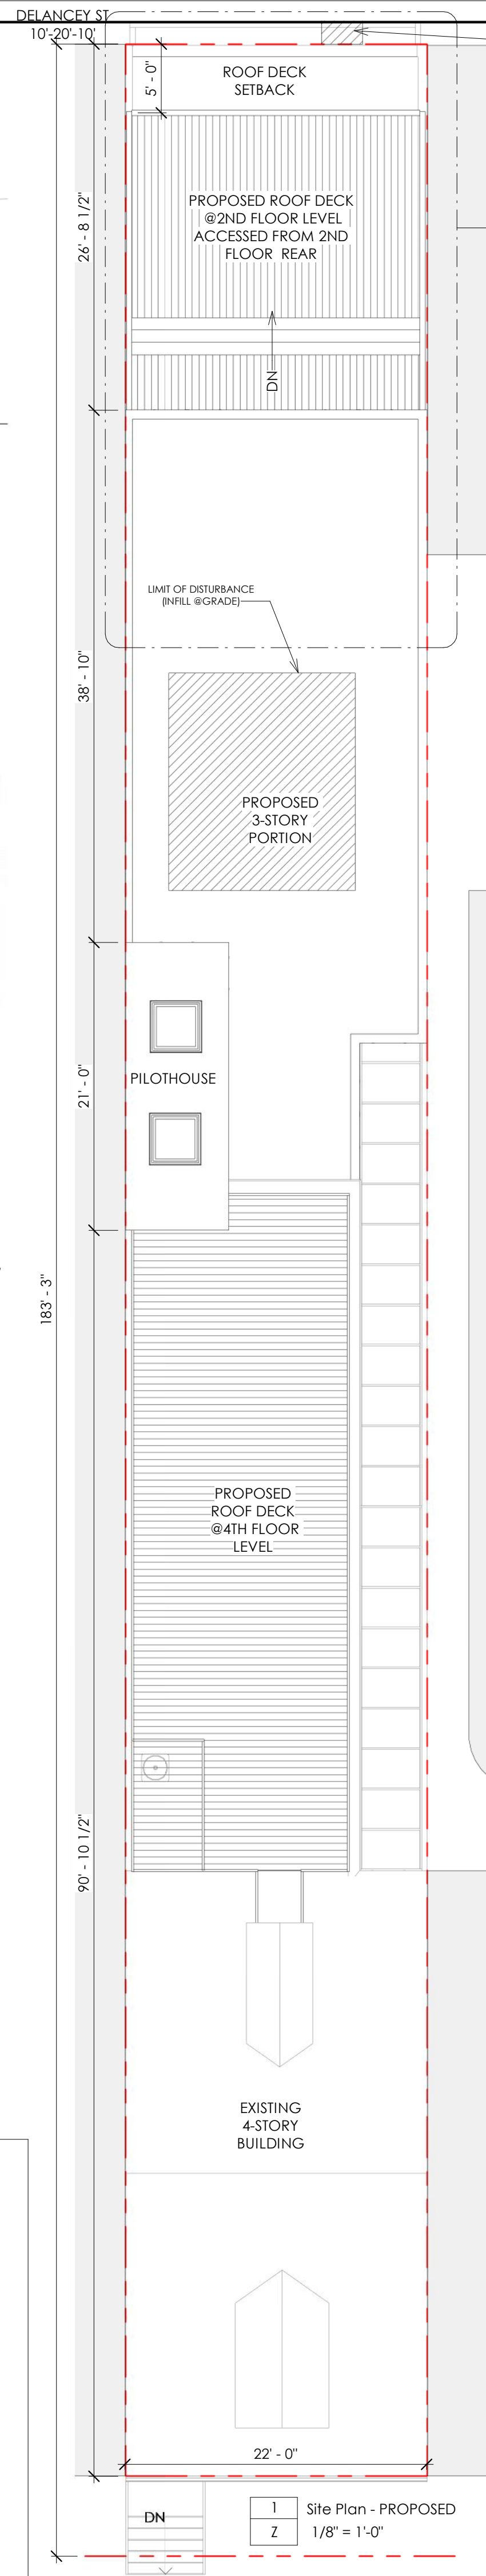 DELANCEY ST
10'-20'-10'
5' - 0"
ROOF DECK
SETBACK
26' - 8 1/2"
PROPOSED ROOF DECK
@2ND FLOOR LEVEL
ACCESSED FROM 2ND
FLOOR REAR
DN
LIMIT OF DISTURBANCE
(INFILL @GRADE)
38' - 10"
PROPOSED
3-STORY
PORTION
21' - 0"
PILOTHOUSE
183' - 3"
PROPOSED
ROOF DECK
@4TH FLOOR
LEVEL
90' - 10 1/2"
EXISTING
4-STORY
BUILDING
22' - 0"
DN
1
Site Plan - PROPOSED
Z
1/8" = 1'-0"